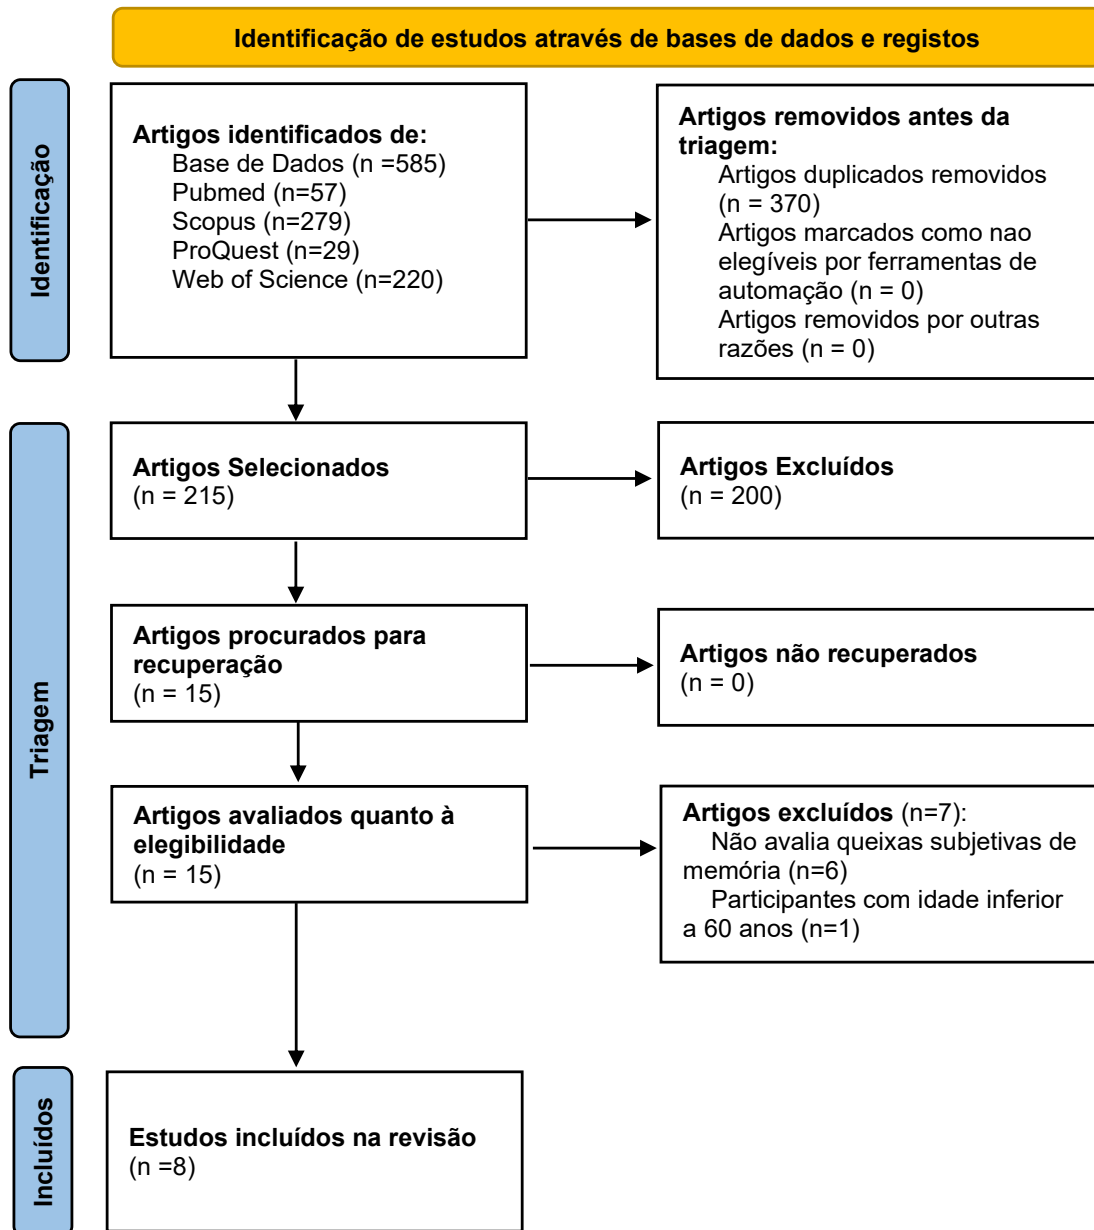 Identificação de estudos através de bases de dados e registos
Identificação
Artigos identificados de:
Base de Dados (n =585)
Pubmed (n=57)
Scopus (n=279)
ProQuest (n=29)
Web of Science (n=220)
Artigos removidos antes da
triagem:
Artigos duplicados removidos
(n = 370)
Artigos marcados como nao
elegíveis por ferramentas de
automação (n = 0)
Artigos removidos por outras
razões (n = 0)
Triagem
Artigos Selecionados
(n = 215)
Artigos Excluídos
(n = 200)
Artigos procurados para
recuperação
(n = 15)
Artigos não recuperados
(n = 0)
Artigos avaliados quanto à
elegibilidade
(n = 15)
Artigos excluídos (n=7):
Não avalia queixas subjetivas de
memória (n=6)
Participantes com idade inferior
a 60 anos (n=1)
Incluídos
Estudos incluídos na revisão
(n =8)